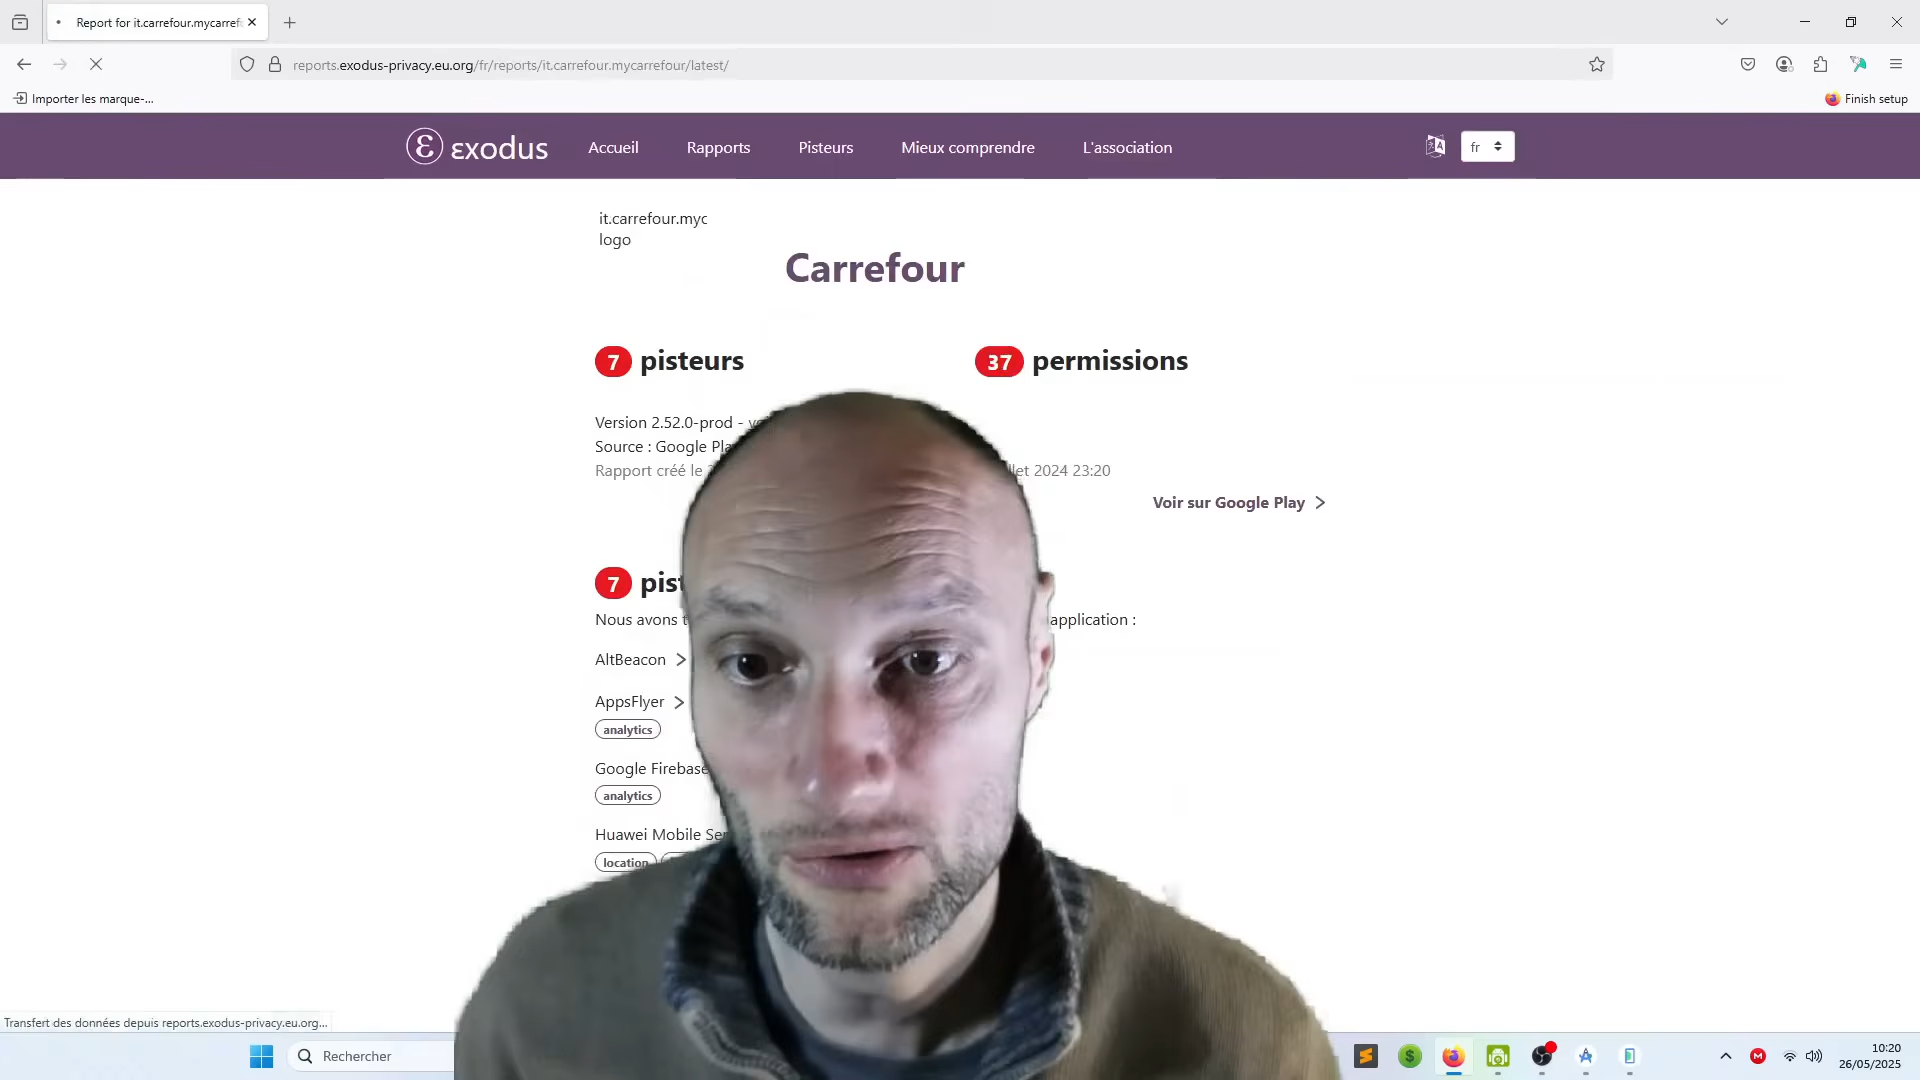 Report for it.carrefour.mycarref
reports.exodus-privacy.eu.org/fr/reports/it.carrefour.mycarrefour/latest/
Importer les marque-...
Finish setup
εxodus
Accueil
Rapports
Pisteurs
Mieux comprendre
L'association
fr
it.carrefour.myc
logo
Carrefour
7 pisteurs
37 permissions
Version 2.52.0-prod -
Source : Google Pla
Rapport créé le
llet 2024 23:20
Voir sur Google Play
7 pist
Nous avons
application :
AltBeacon
AppsFlyer
analytics
Google Firebase
analytics
Huawei Mobile Ser
location
Transfert des données depuis reports.exodus-privacy.eu.org...
Rechercher
10:20
26/05/2025